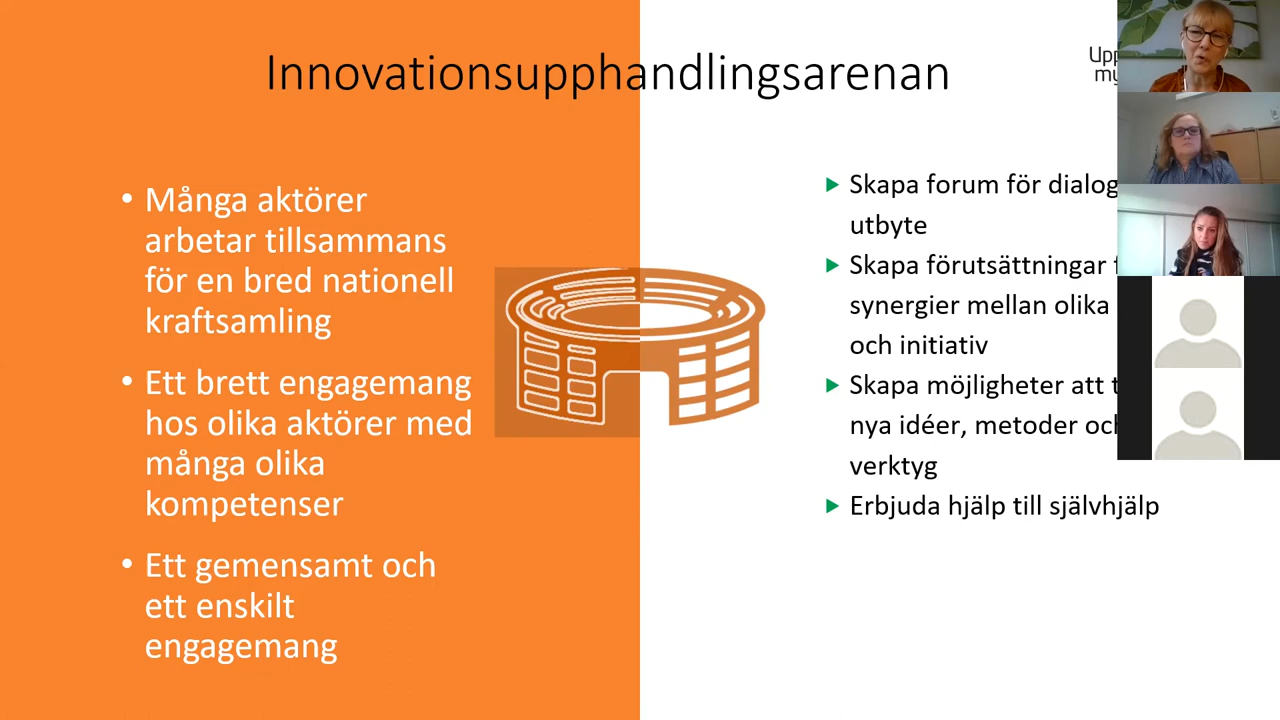 Innovationsupphandlingsarenan
• Många aktörer
arbetar tillsammans
för en bred nationell
kraftsamling
• Ett brett engagemang
hos olika aktörer med
många olika
kompetenser
• Ett gemensamt och
ett enskilt
engagemang
Skapa forum för dialog
utbyte
Skapa förutsättningar
synergier mellan olika
och initiativ
Skapa möjligheter att
nya idéer, metoder
verktyg
Erbjuda hjälp till självhjälp